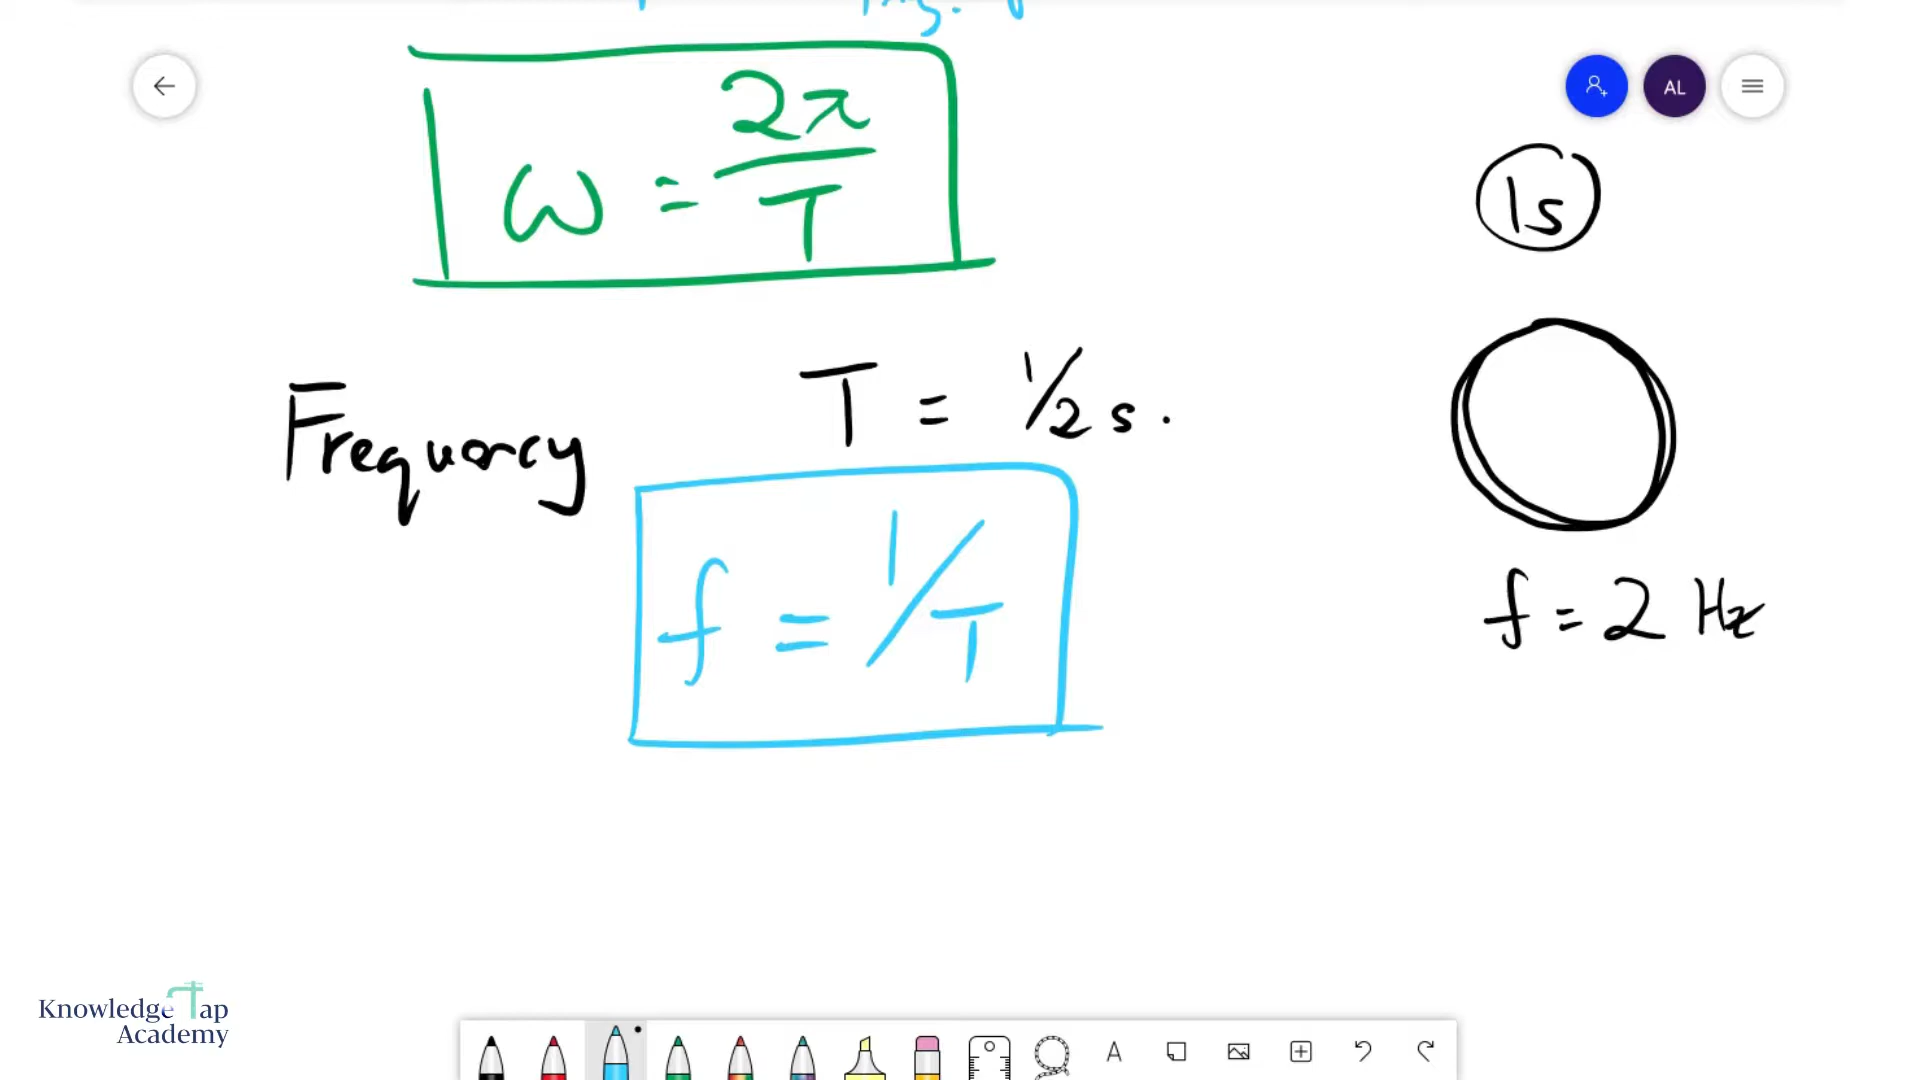 ω = 2π/T
AL
1s
Frequency
T = 1/2 s.
f = 1/T
f = 2 Hz
Knowledge Tap
Academy
A